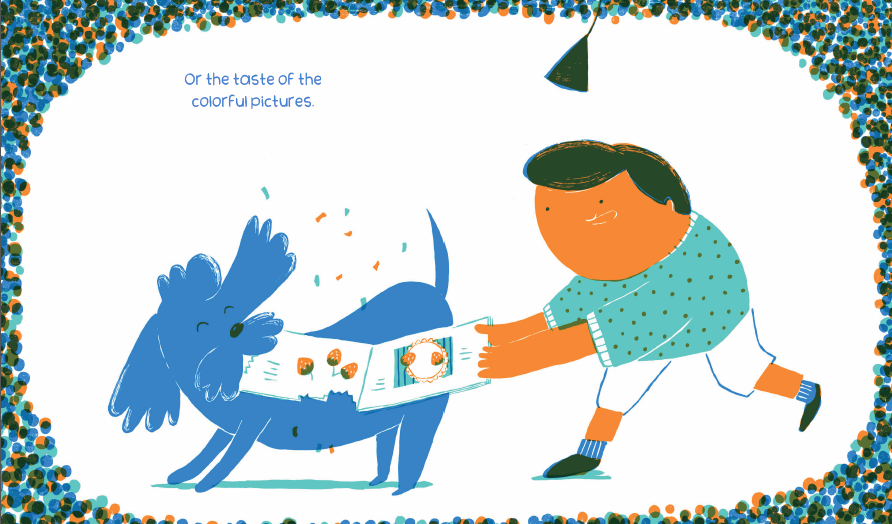 Or the taste of the
colorful pictures.